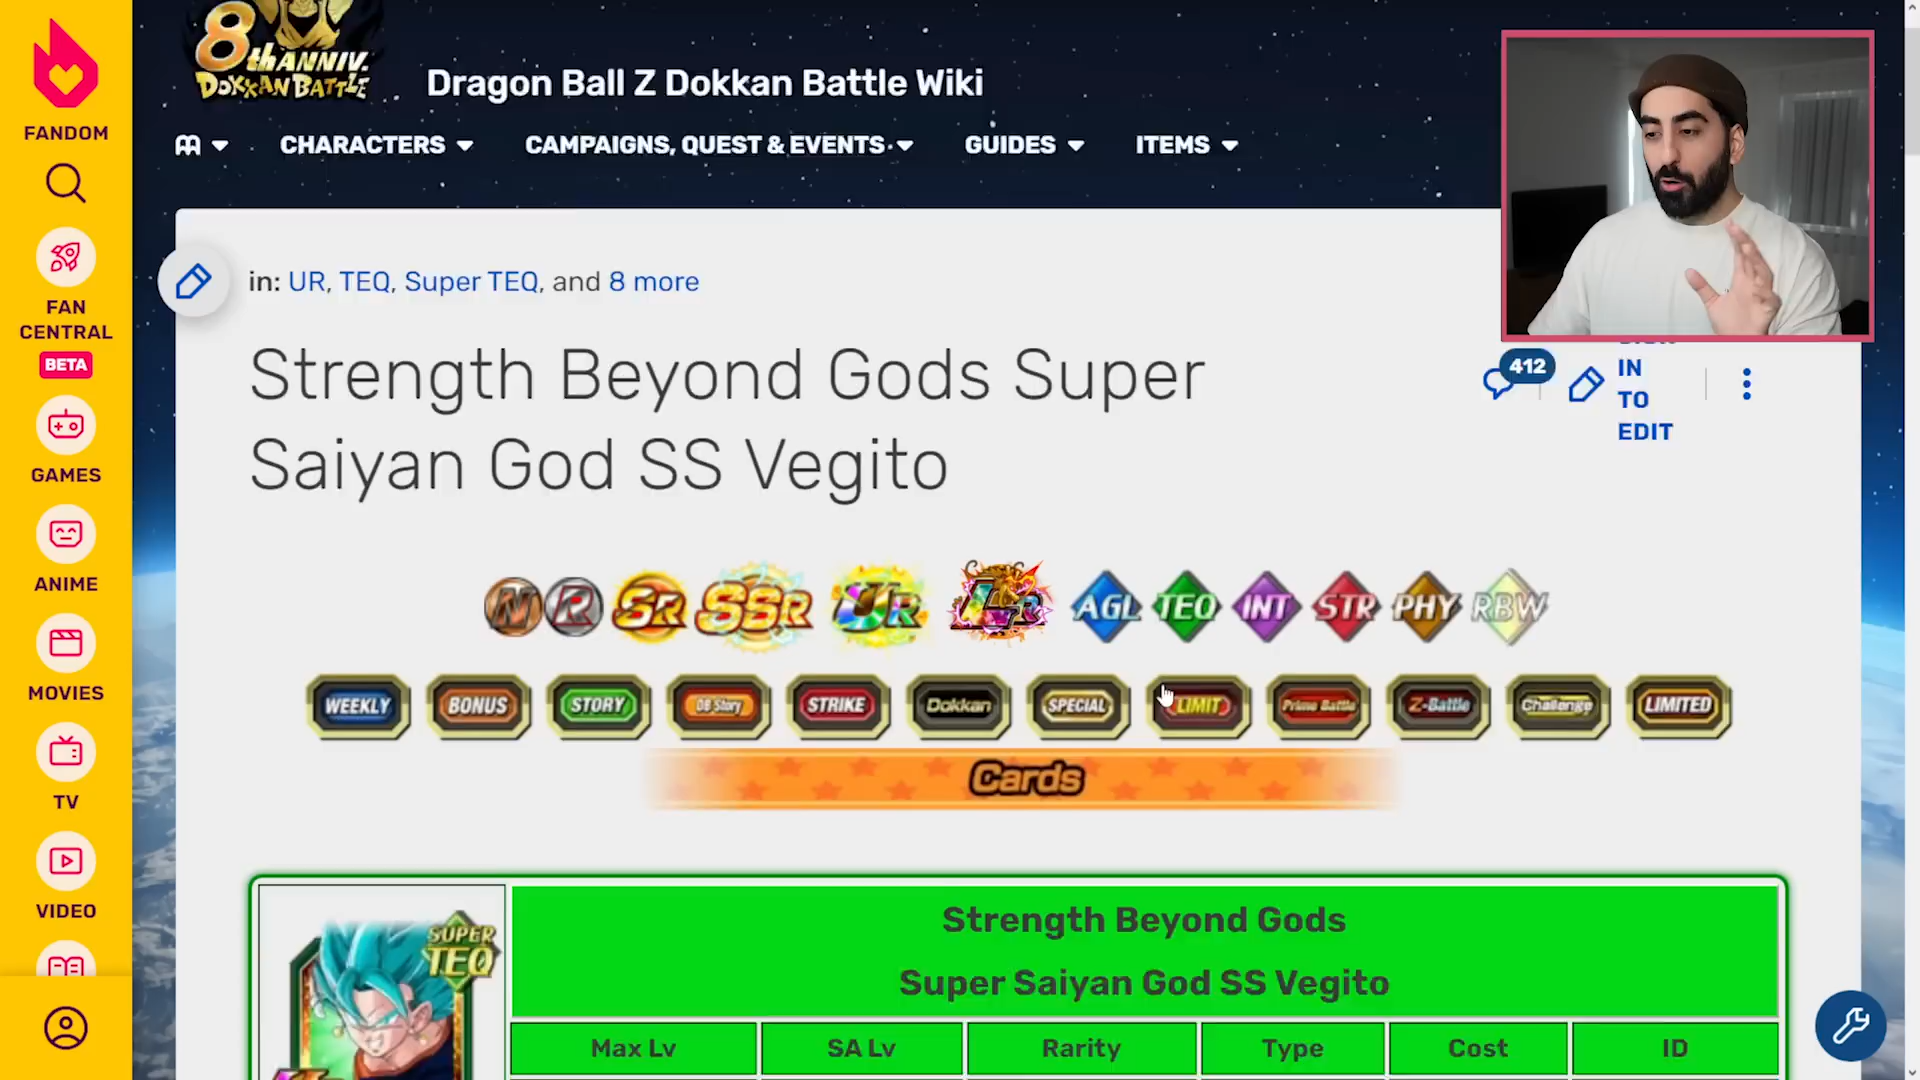 8thANNIV.
DOKKAN BATTLE
Dragon Ball Z Dokkan Battle Wiki
CHARACTERS
CAMPAIGNS, QUEST & EVENTS
GUIDES
ITEMS
FANDOM
FAN
CENTRAL
BETA
GAMES
ANIME
MOVIES
TV
VIDEO
in: UR, TEQ, Super TEQ, and 8 more
Strength Beyond Gods Super
Saiyan God SS Vegito
412
IN
TO
EDIT
N R SR SSR UR LR AGL TEQ INT STR PHY RBW
WEEKLY BONUS STORY DB Story STRIKE Dokkan SPECIAL LIMIT Prime Battle Z-Battle Challenge LIMITED
Cards
SUPER
TEQ
Strength Beyond Gods
Super Saiyan God SS Vegito
Max Lv SA Lv Rarity Type Cost ID